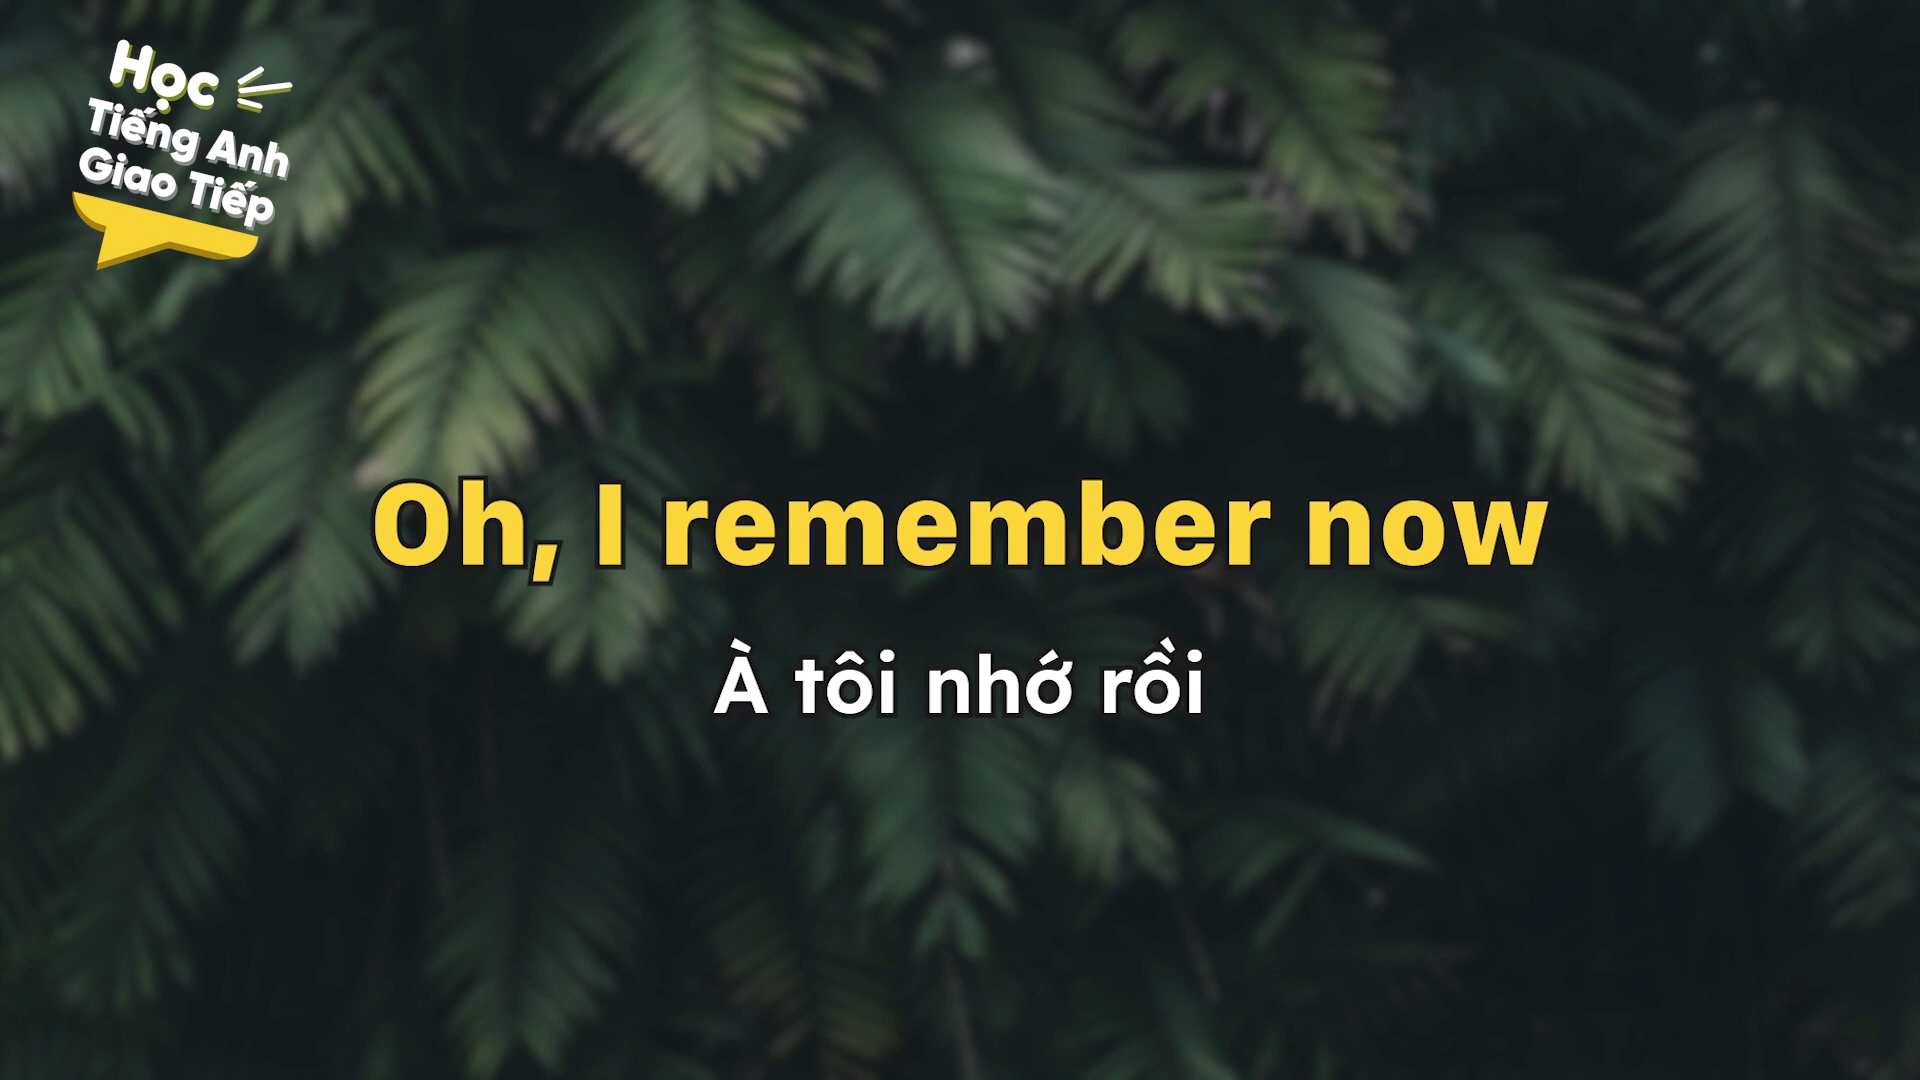 Học
Tiếng Anh
Giao Tiếp
Oh, I remember now
À tôi nhớ rồi